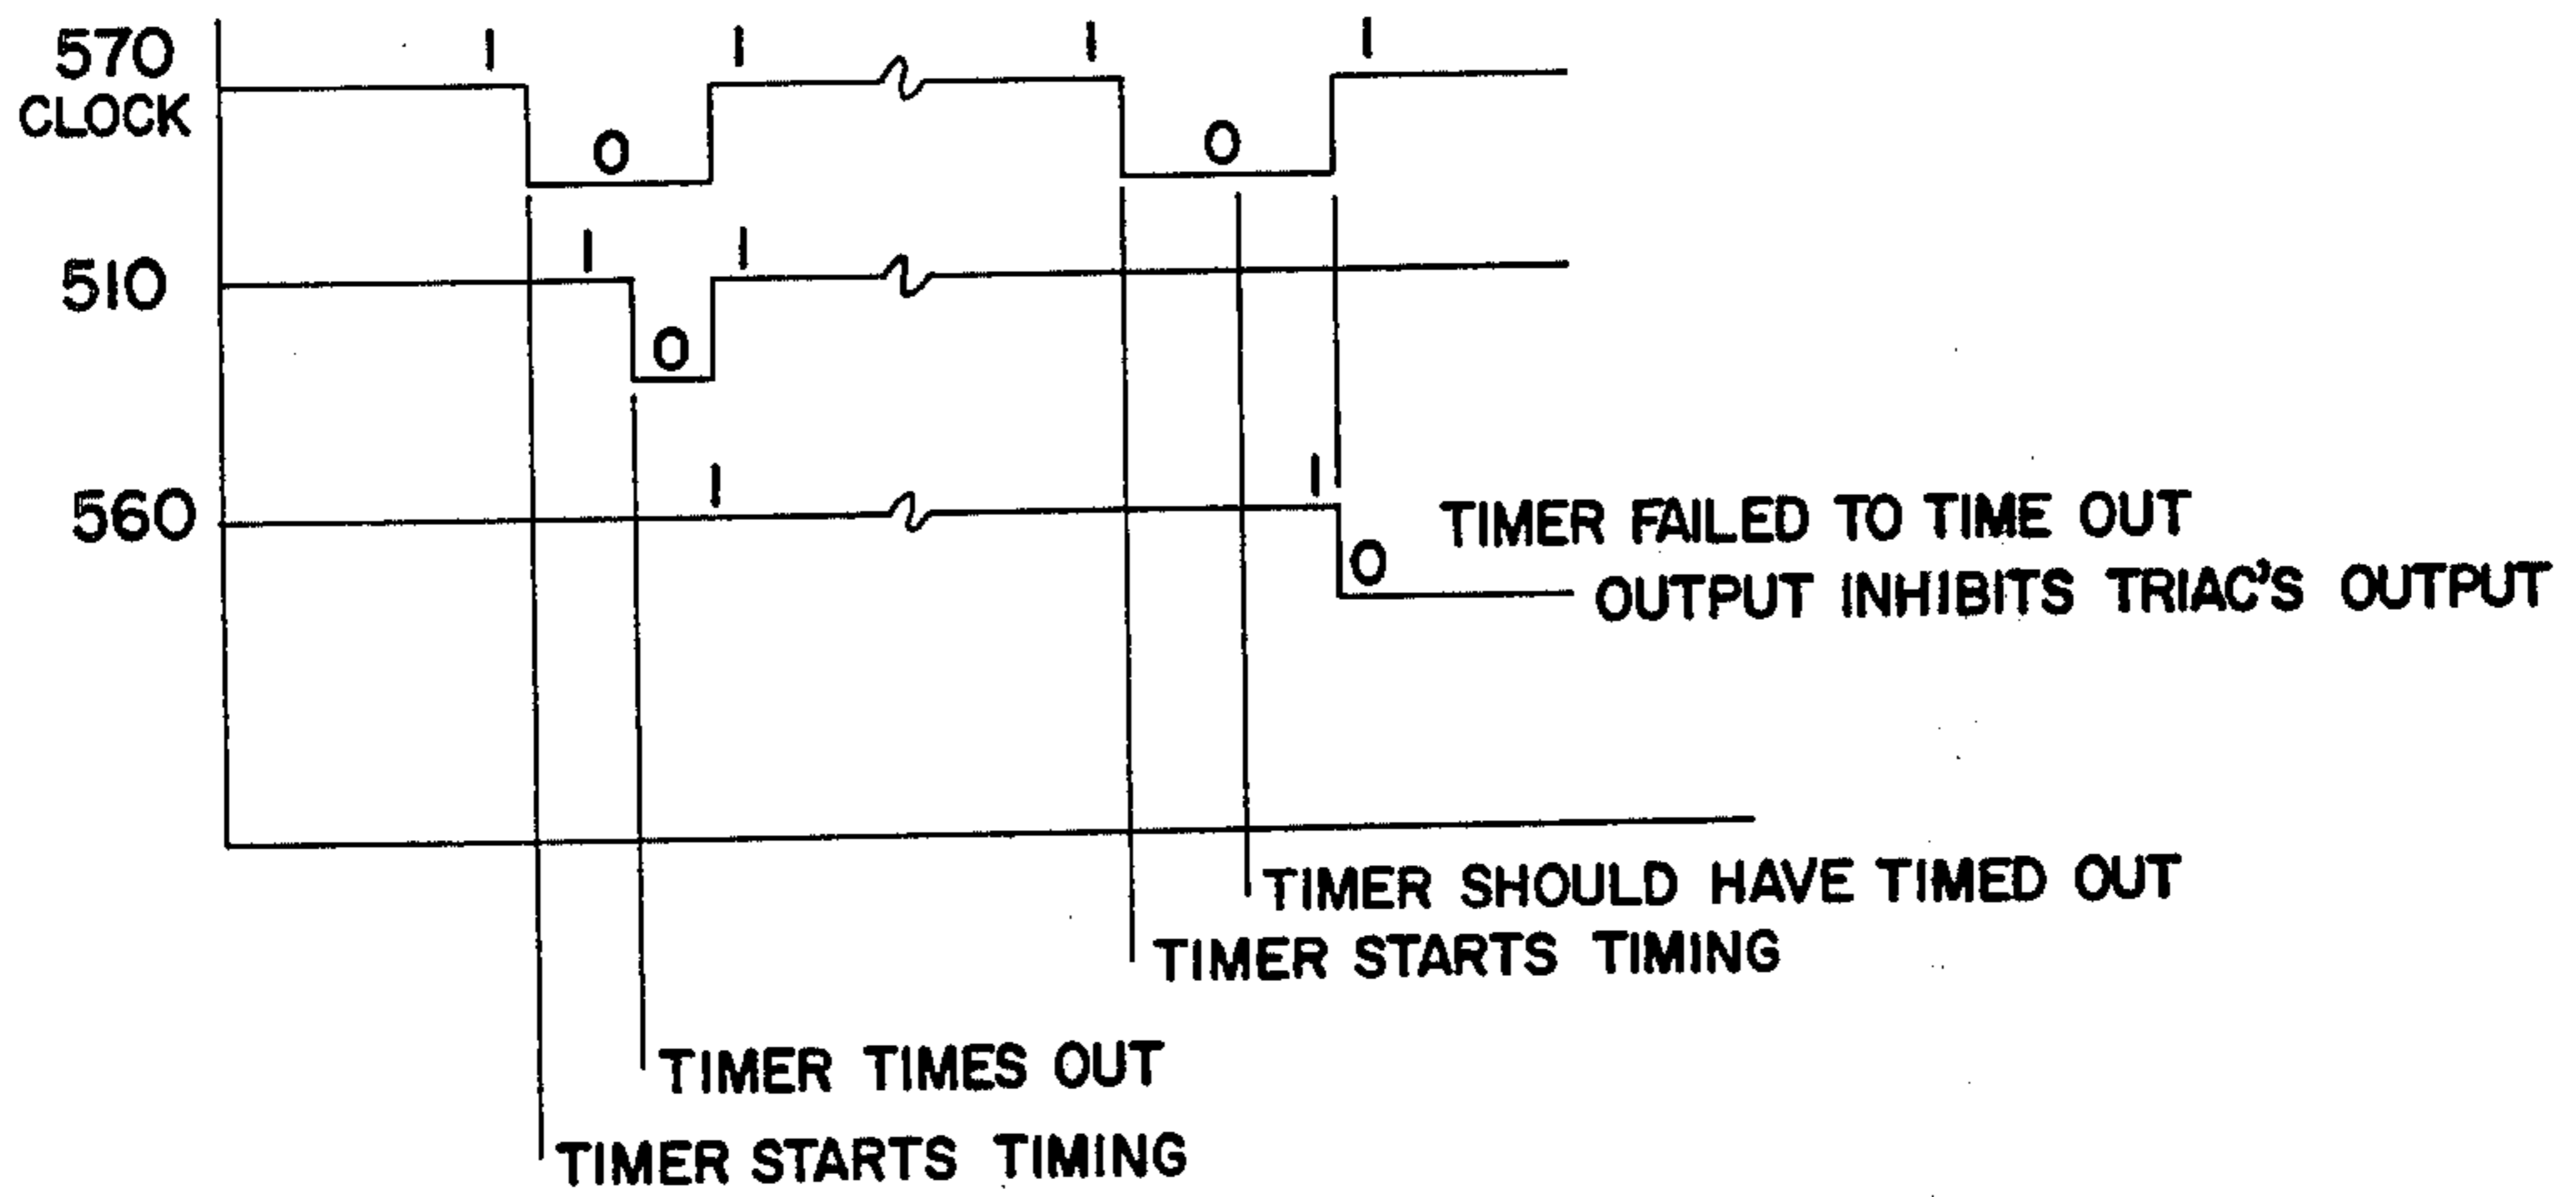 1 1 1 1
570
CLOCK
0 0
1 1
510
0
1 1
560
TIMER FAILED TO TIME OUT
0
OUTPUT INHIBITS TRIAC'S OUTPUT
TIMER SHOULD HAVE TIMED OUT
TIMER STARTS TIMING
TIMER TIMES OUT
TIMER STARTS TIMING